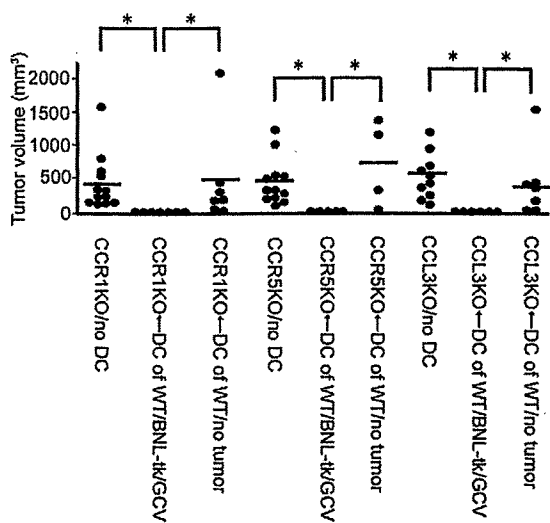 * * * * * *
Tumor volume (mm³)
2000
1500
1000
500
0
CCR1KO/no DC
CCR1KO←DC of WT/BNL-tk/GCV
CCR1KO←DC of WT/no tumor
CCR5KO/no DC
CCR5KO←DC of WT/BNL-tk/GCV
CCR5KO←DC of WT/no tumor
CCL3KO/no DC
CCL3KO←DC of WT/BNL-tk/GCV
CCL3KO←DC of WT/no tumor